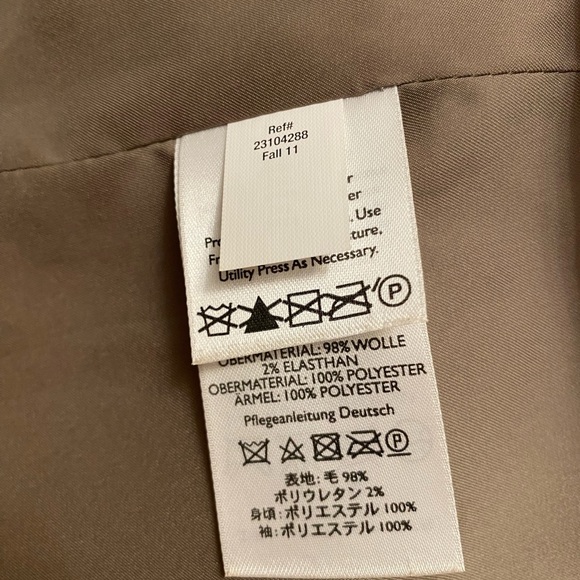 Ref#
23104288
Fall 11
r
er
. Use
Pr ture,
Fr
Utility Press As Necessary.
P
OBERMATERIAL: 98% WOLLE
2% ELASTHAN
OBERMATERIAL: 100% POLYESTER
ÄRMEL: 100% POLYESTER
Pflegeanleitung Deutsch
P
表地: 毛 98%
ポリウレタン 2%
身頃: ポリエステル 100%
袖: ポリエステル 100%